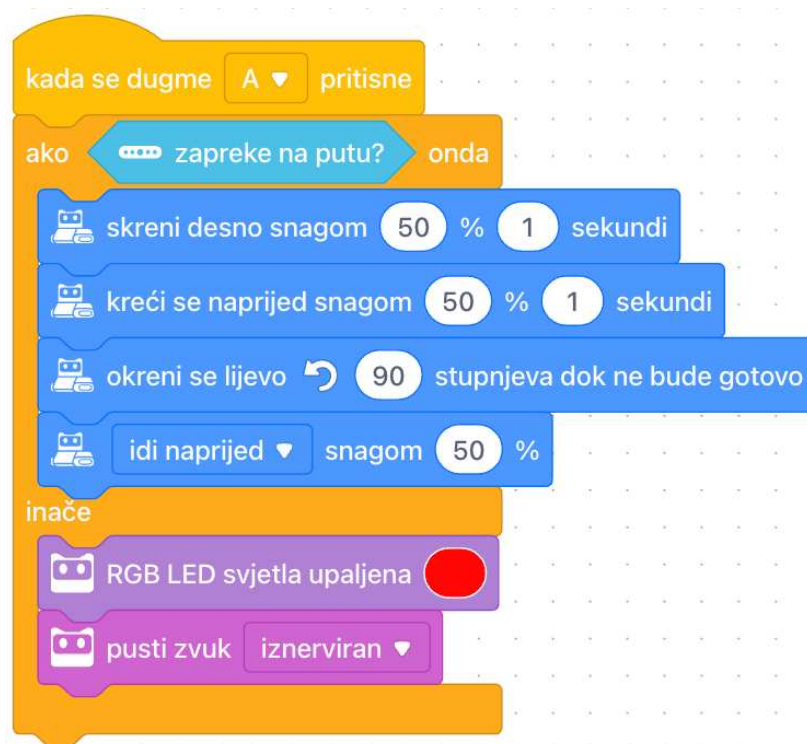 kada se dugme A pritisne
ako zapreke na putu? onda
skreni desno snagom 50 % 1 sekundi
kreći se naprijed snagom 50 % 1 sekundi
okreni se lijevo 90 stupnjeva dok ne bude gotovo
idi naprijed snagom 50 %
inače
RGB LED svjetla upaljena
pusti zvuk iznerviran